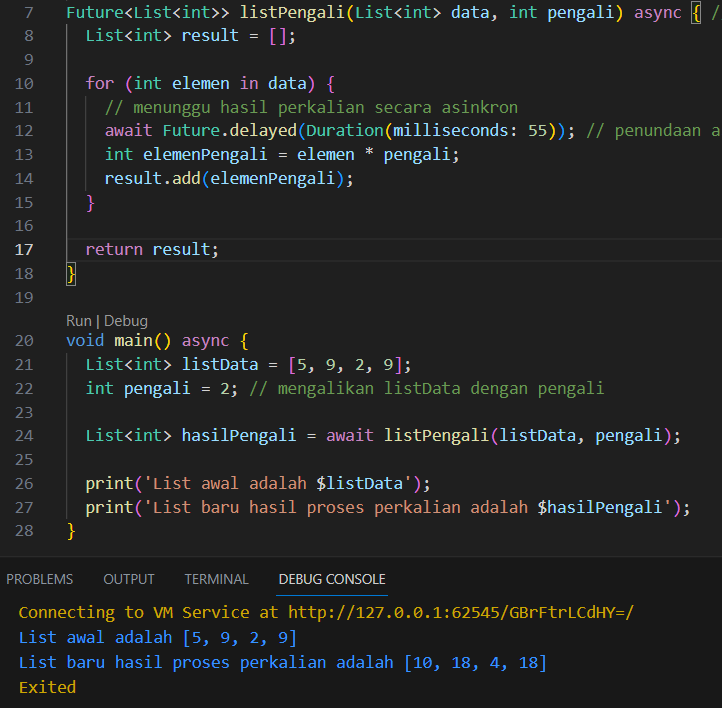 7 Future<List<int>> listPengali(List<int> data, int pengali) async { /
8 List<int> result = [];
9
10 for (int elemen in data) {
11 // menunggu hasil perkalian secara asinkron
12 await Future.delayed(Duration(milliseconds: 55)); // penundaan a
13 int elemenPengali = elemen * pengali;
14 result.add(elemenPengali);
15 }
16
17 return result;
18 }
19
Run | Debug
20 void main() async {
21 List<int> listData = [5, 9, 2, 9];
22 int pengali = 2; // mengalikan listData dengan pengali
23
24 List<int> hasilPengali = await listPengali(listData, pengali);
25
26 print('List awal adalah $listData');
27 print('List baru hasil proses perkalian adalah $hasilPengali');
28 }
PROBLEMS OUTPUT TERMINAL DEBUG CONSOLE
Connecting to VM Service at http://127.0.0.1:62545/GBrFtrLCdHY=/
List awal adalah [5, 9, 2, 9]
List baru hasil proses perkalian adalah [10, 18, 4, 18]
Exited